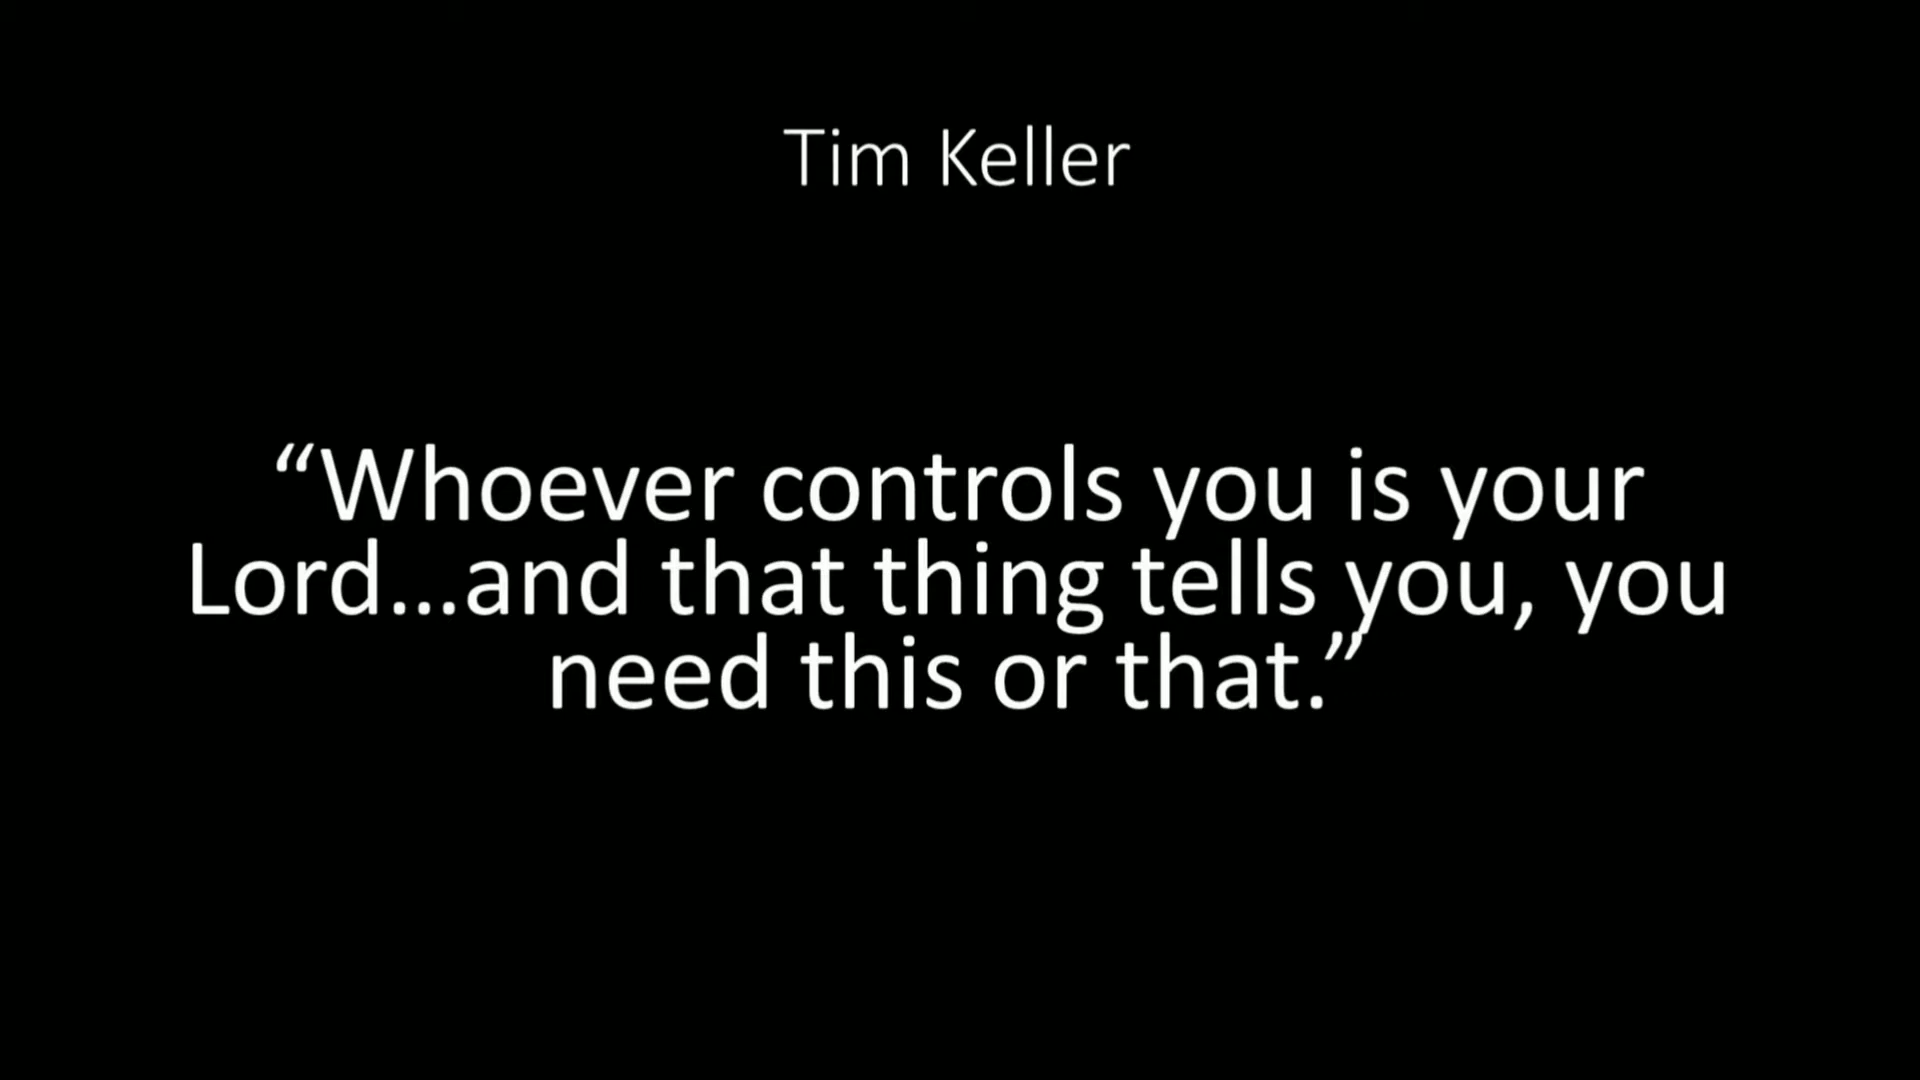 Tim Keller
“Whoever controls you is your
Lord...and that thing tells you, you
need this or that.”